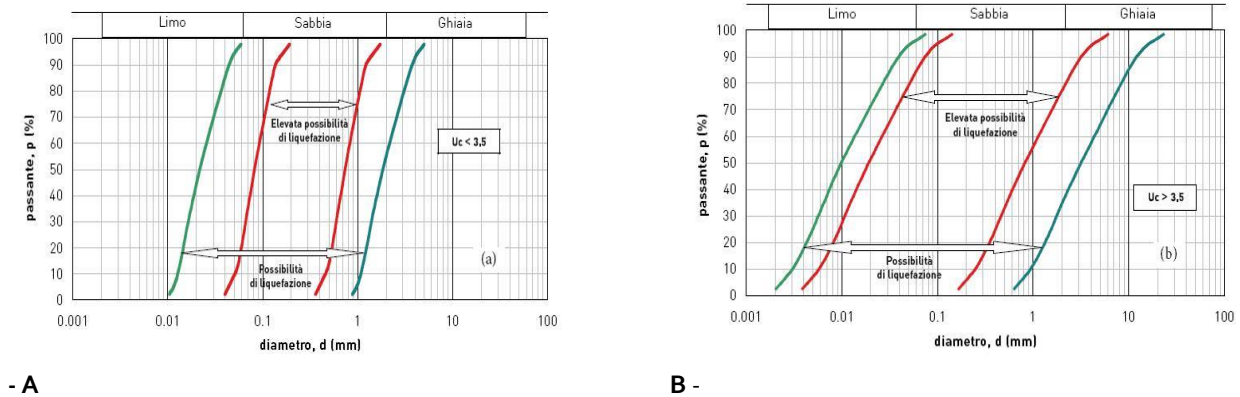 Limo Sabbia Ghiaia
100
90
80
70
60
50
40
30
20
10
0
passante, p (%)
Elevata possibilità
di liquefazione
Uc < 3,5
Possibilità
di liquefazione
(a)
0.001 0.01 0.1 1 10 100
diametro, d (mm)
- A
Limo Sabbia Ghiaia
100
90
80
70
60
50
40
30
20
10
0
passante, p (%)
Elevata possibilità
di liquefazione
Uc > 3,5
Possibilità
di liquefazione
(b)
0.001 0.01 0.1 1 10 100
diametro, d (mm)
B -